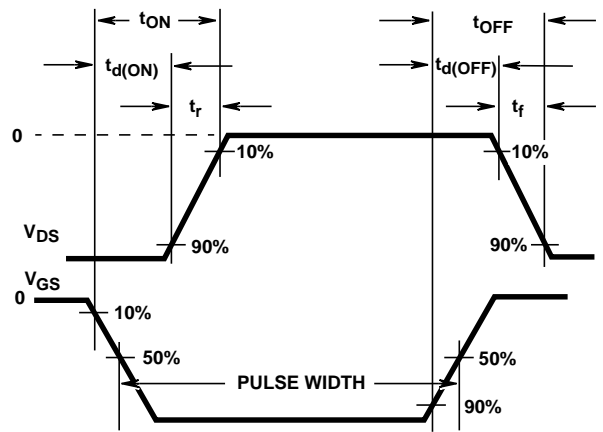 tON tOFF
td(ON) td(OFF)
tr tf
0
10% 10%
VDS 90% 90%
VGS
0
10%
50% 50%
PULSE WIDTH
90%